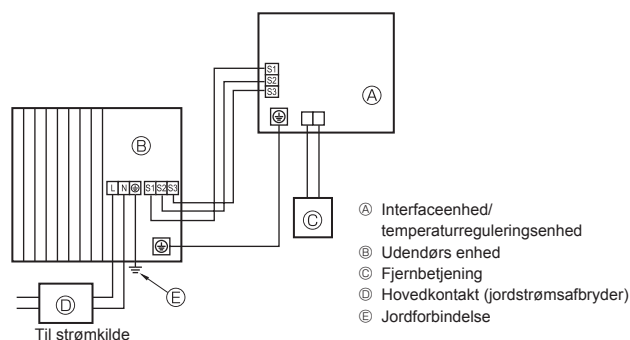 S1
S2
S3
Ⓐ
Ⓑ
L N S1 S2 S3
Ⓒ
Ⓓ
Ⓔ
Til strømkilde
Ⓐ Interfaceenhed/
temperaturreguleringsenhed
Ⓑ Udendørs enhed
Ⓒ Fjernbetjening
Ⓓ Hovedkontakt (jordstrømsafbryder)
Ⓔ Jordforbindelse